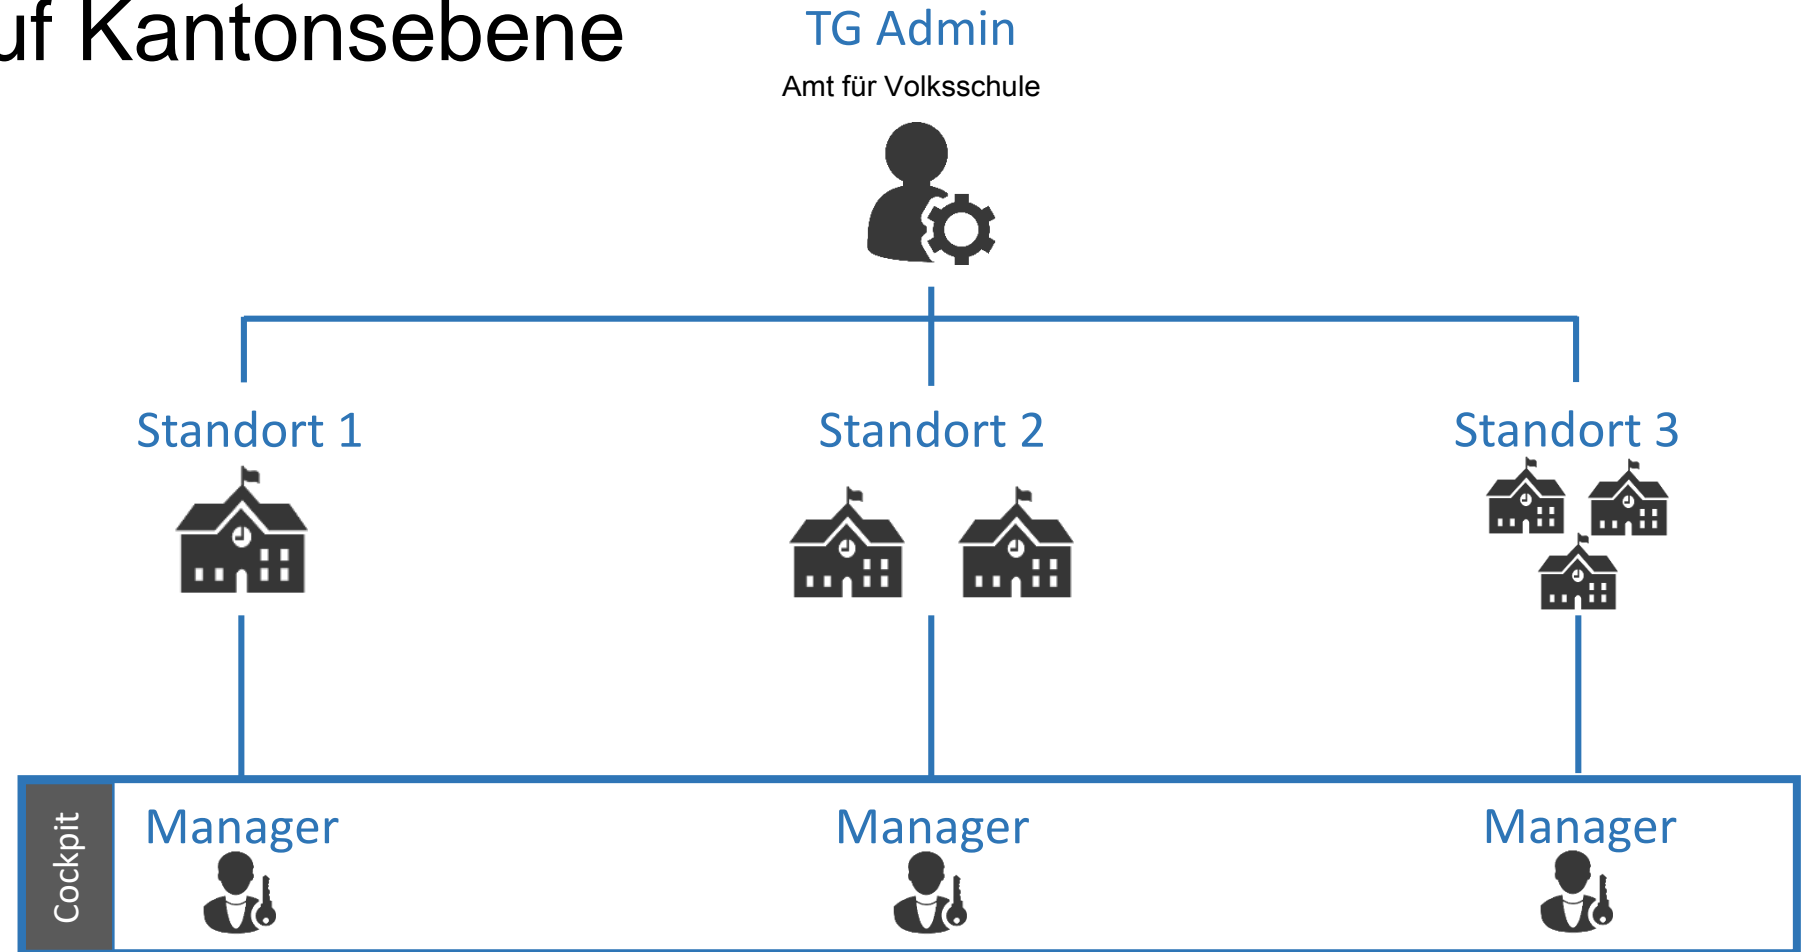 uf Kantonsebene
TG Admin
Amt für Volksschule
Standort 1
Standort 2
Standort 3
Cockpit
Manager
Manager
Manager